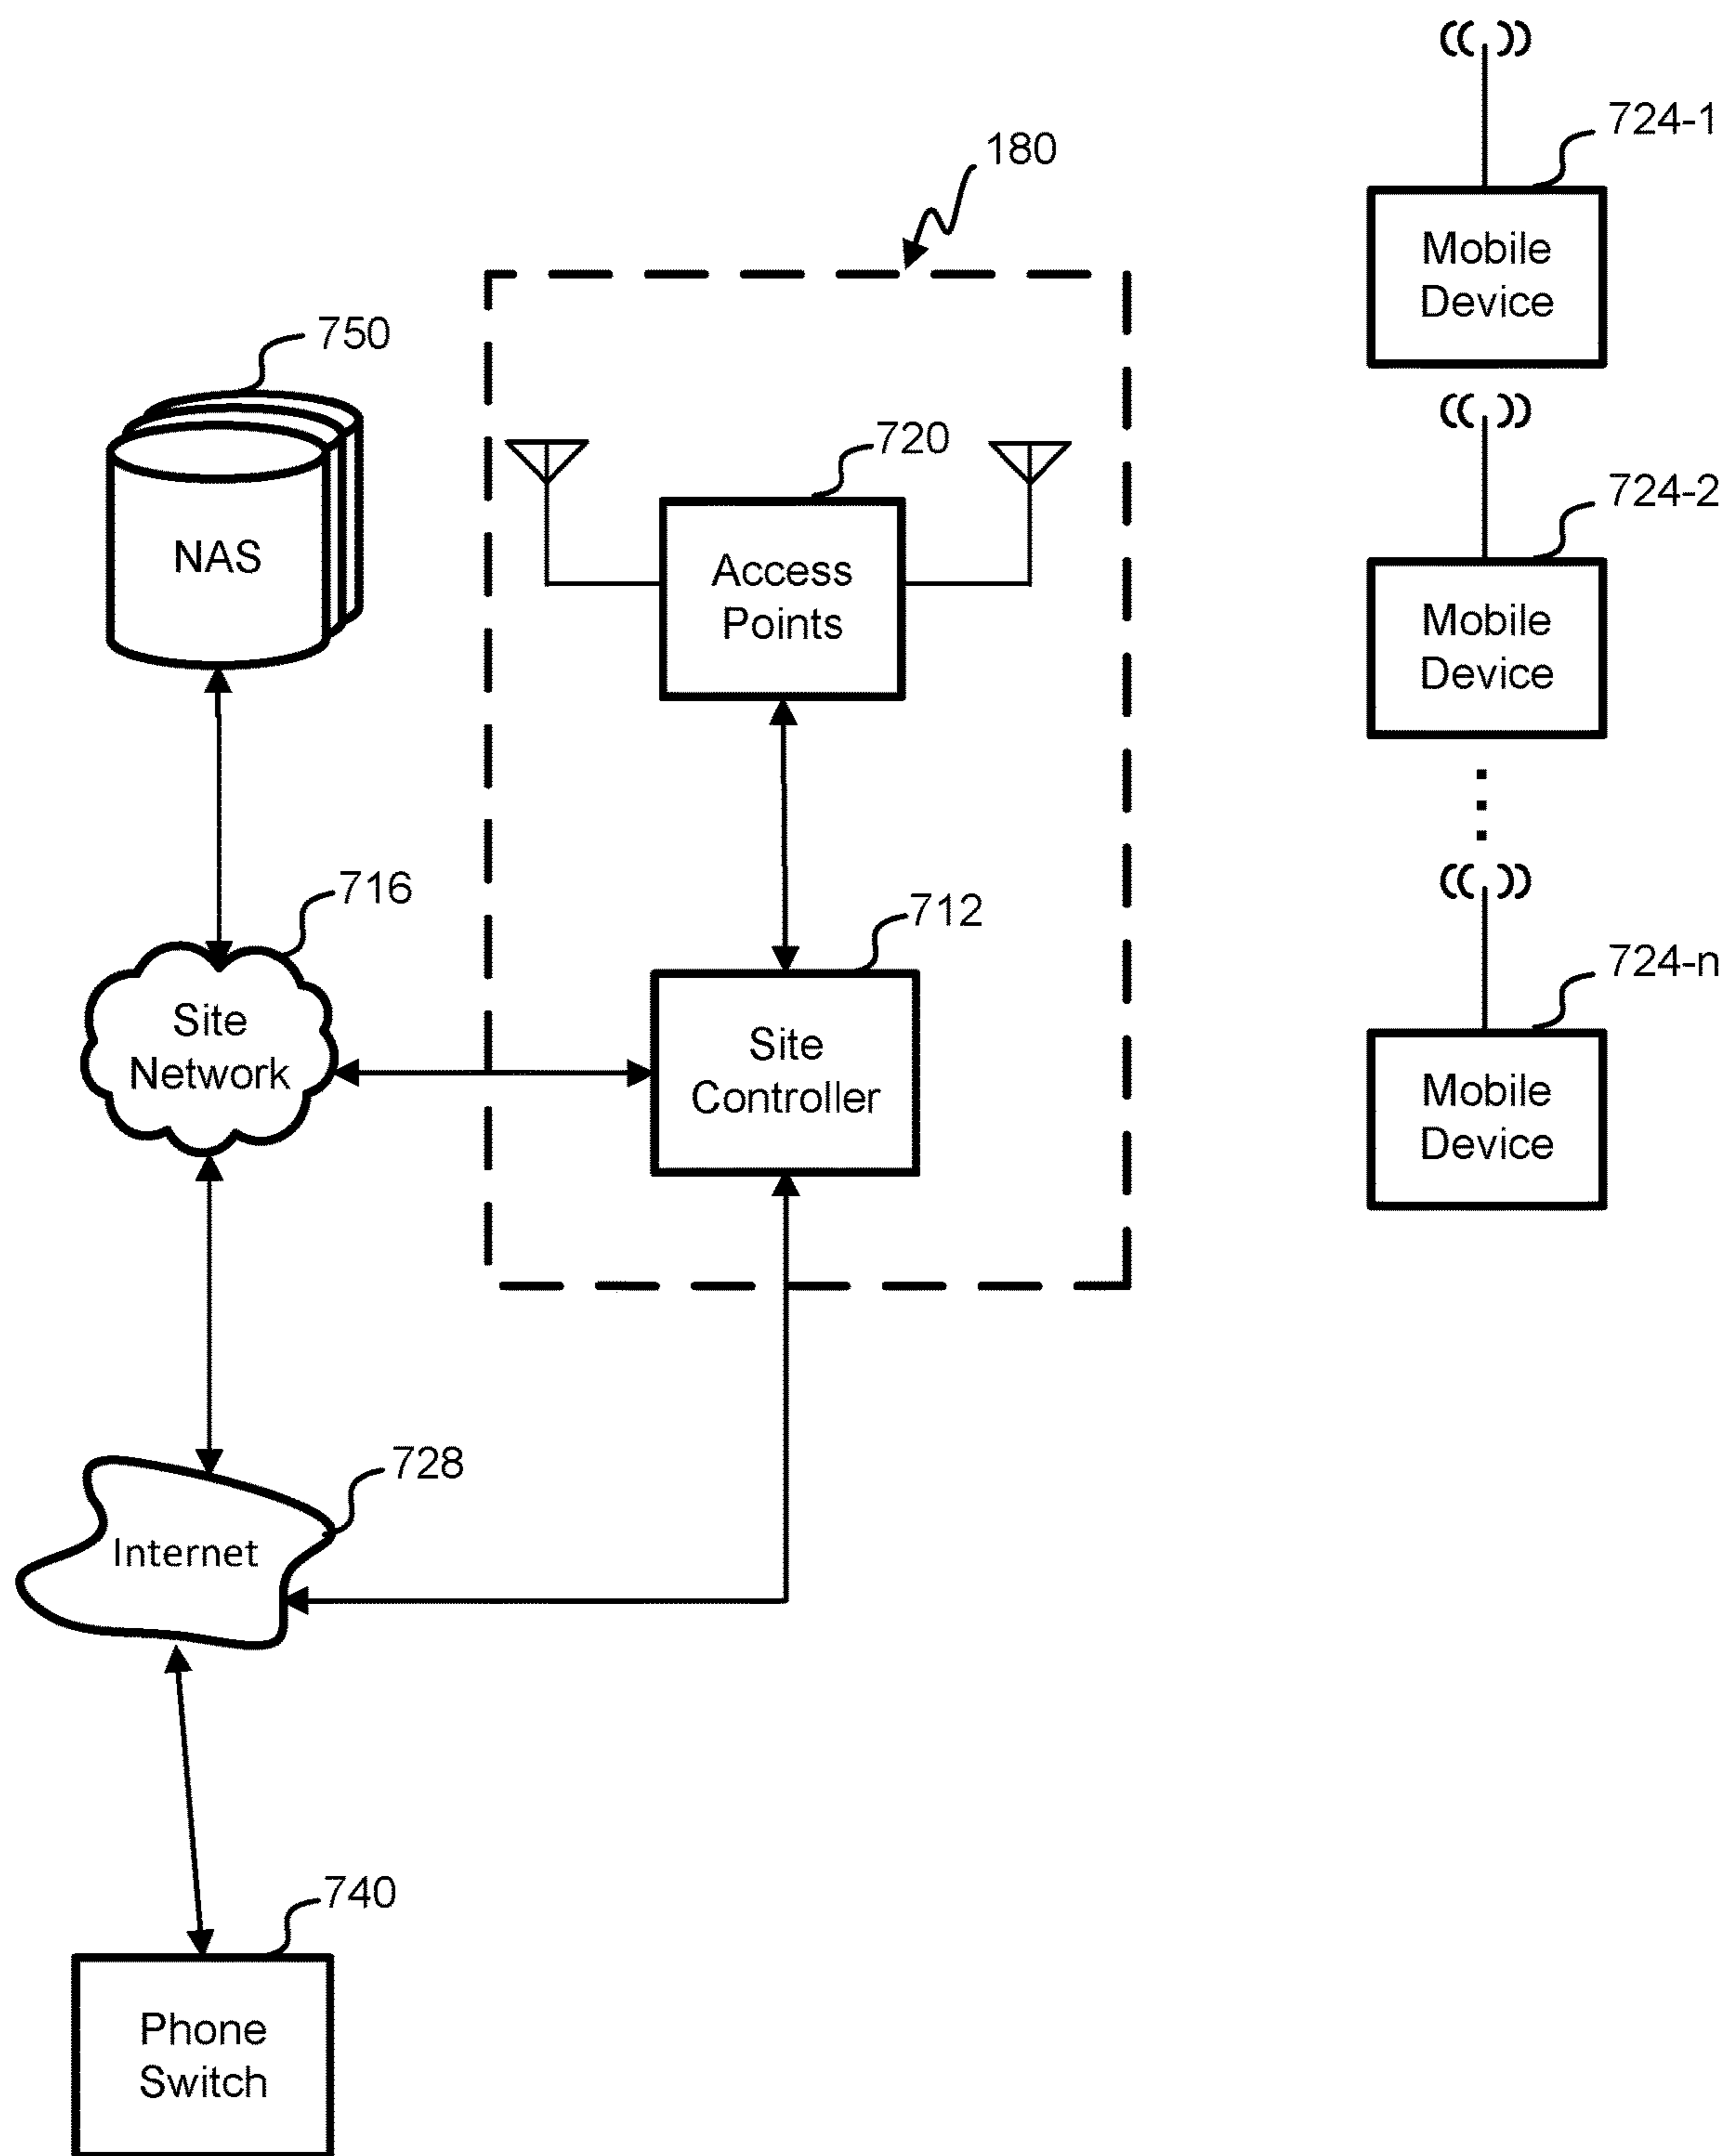 724-1
Mobile
Device
180
750
NAS
720
Access
Points
724-2
Mobile
Device
716
Site
Network
712
Site
Controller
724-n
Mobile
Device
728
Internet
740
Phone
Switch